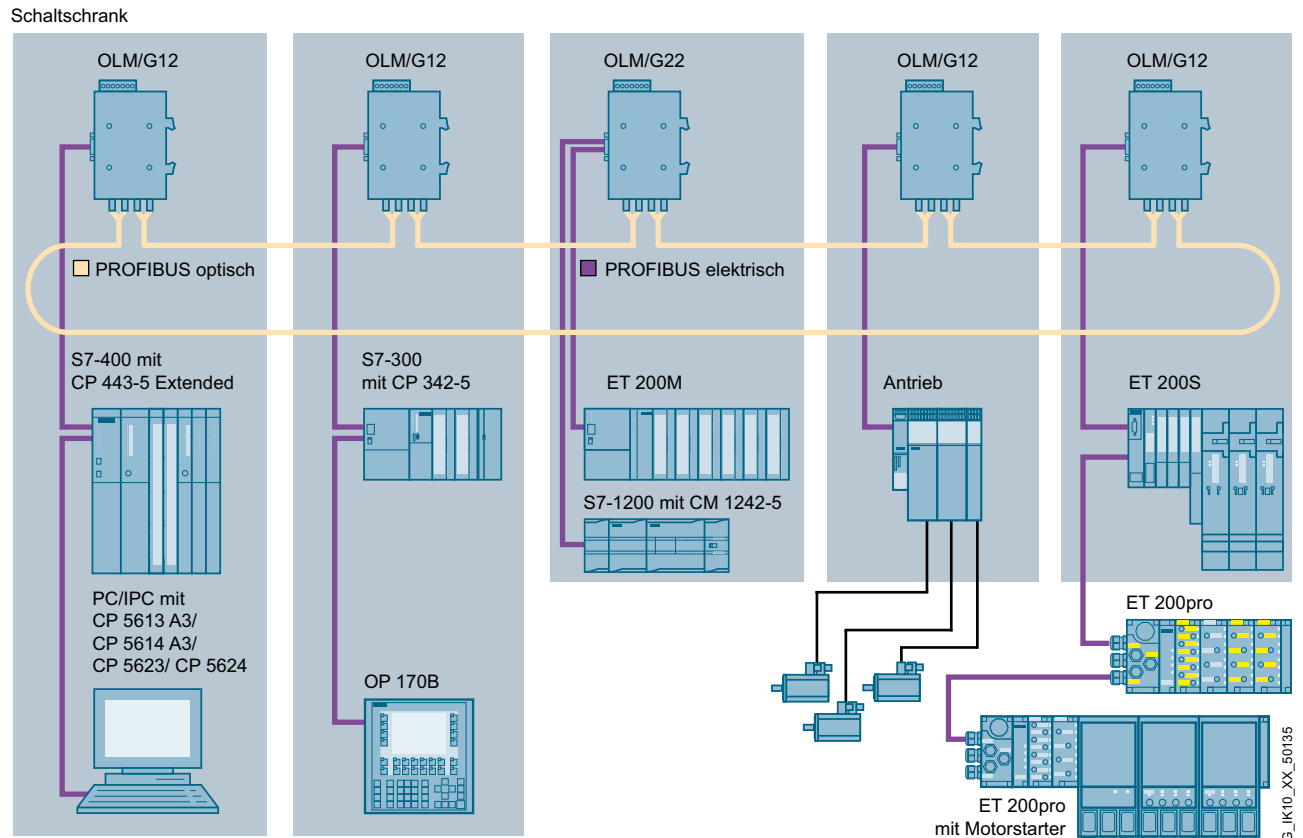 Schaltschrank
OLM/G12
OLM/G12
OLM/G22
OLM/G12
OLM/G12
PROFIBUS optisch
PROFIBUS elektrisch
S7-400 mit
CP 443-5 Extended
S7-300
mit CP 342-5
ET 200M
Antrieb
ET 200S
S7-1200 mit CM 1242-5
PC/IPC mit
CP 5613 A3/
CP 5614 A3/
CP 5623/ CP 5624
OP 170B
ET 200pro
ET 200pro
mit Motorstarter
G_IK10_XX_50135